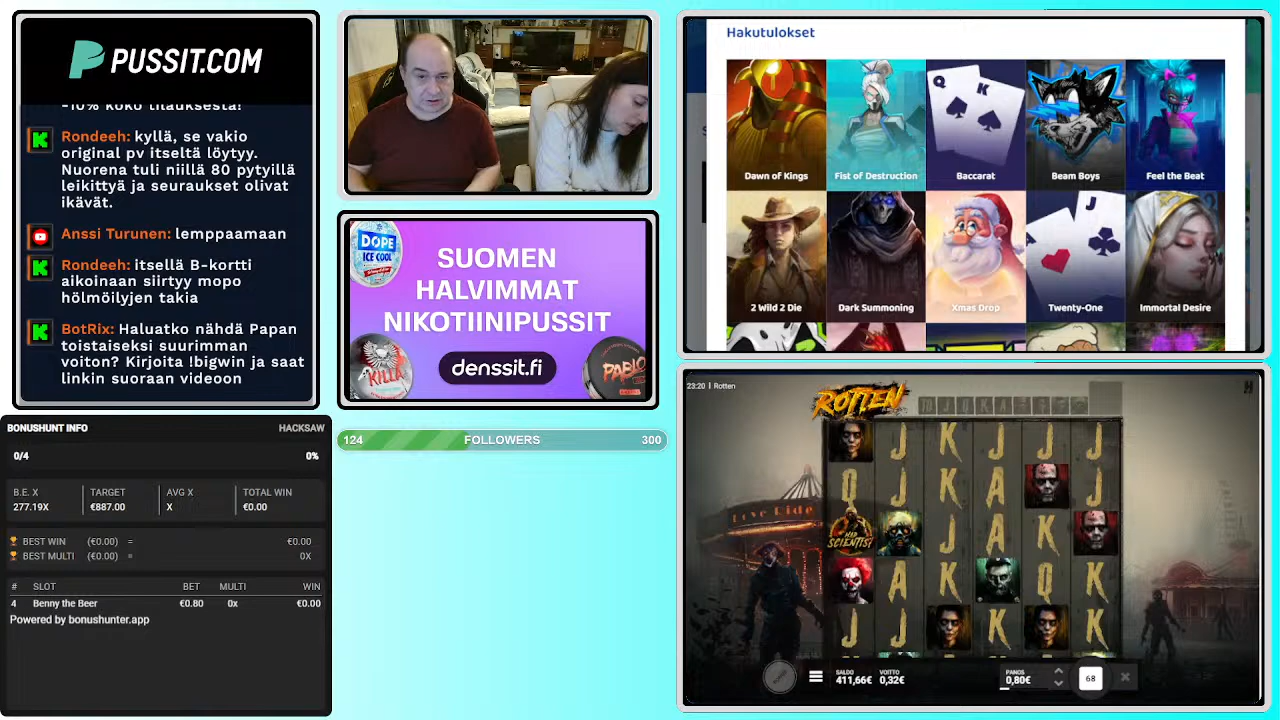 PUSSIT.COM
-10% koko tilauksesta!
Rondeeh: kyllä, se vakio
original pv itseltä löytyy.
Nuorena tuli niillä 80 pytyillä
leikittyä ja seuraukset olivat
ikävät.
Anssi Turunen: lemppaamaan
Rondeeh: itsellä B-kortti
aikoinaan siirtyy mopo
hölmöilyjen takia
BotRix: Haluatko nähdä Papan
toistaiseksi suurimman
voiton? Kirjoita !bigwin ja saat
linkin suoraan videoon
BONUSHUNT INFO
HACKSAW
0/4
0%
B.E. X
277.19X
TARGET
€887.00
AVG X
X
TOTAL WIN
€0.00
BEST WIN (€0.00) = €0.00
BEST MULTI (€0.00) = 0X
# SLOT BET MULTI WIN
4 Benny the Beer €0.80 0x €0.00
Powered by bonushunter.app
DOPE
ICE COOL
SUOMEN
HALVIMMAT
NIKOTIINIPUSSIT
denssit.fi
KILLA
PABLO
124 FOLLOWERS 300
Hakutulokset
Q K
Dawn of Kings
Fist of Destruction
Baccarat
Beam Boys
Feel the Beat
J
2 Wild 2 Die
Dark Summoning
Xmas Drop
Twenty-One
Immortal Desire
23:20 | Rotten
ROTTEN
J K J J J
Q J K A J
MAD SCIENTIST J A K
A K Q K
J J K K
Love Ride
SALDO
411,66€
VOITTO
0,32€
PANOS
0,80€
68